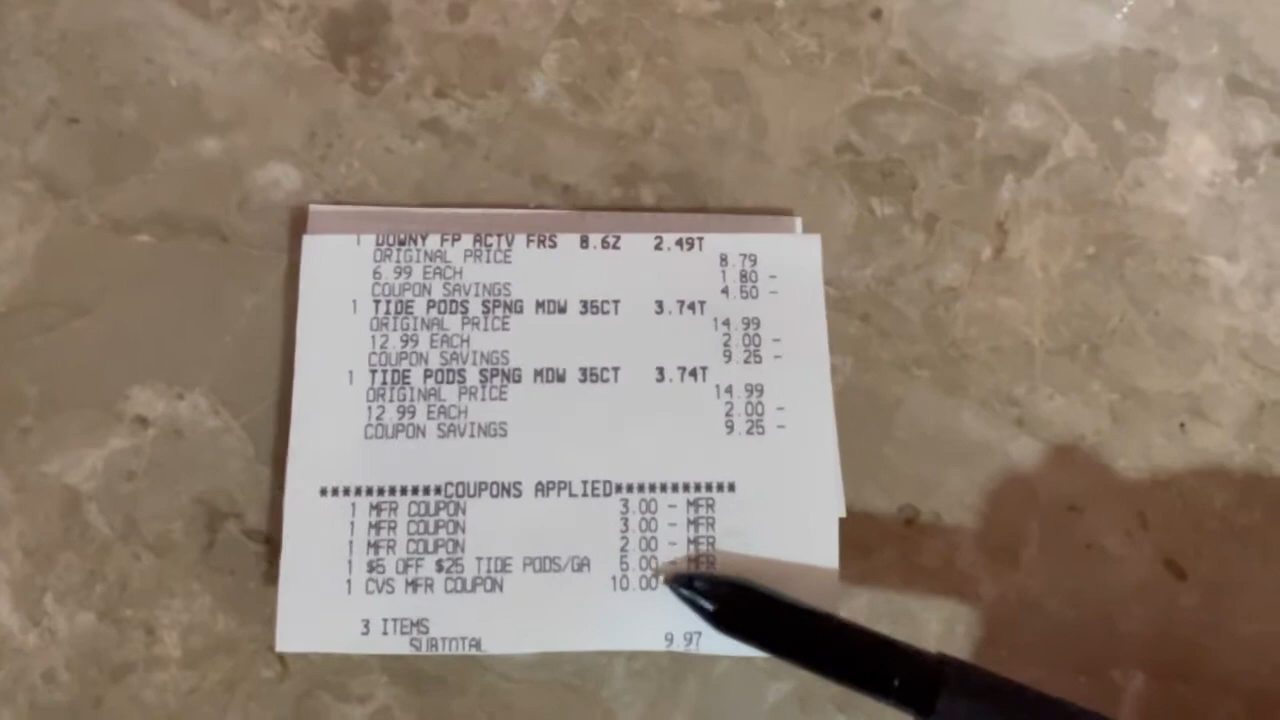 1 DOWNY FP ACTV FRS 8.6Z 2.49T
ORIGINAL PRICE 8.79
6.99 EACH 1.80 -
COUPON SAVINGS 4.50 -
1 TIDE PODS SPNG MDW 35CT 3.74T
ORIGINAL PRICE 14.99
12.99 EACH 2.00 -
COUPON SAVINGS 9.25 -
1 TIDE PODS SPNG MDW 35CT 3.74T
ORIGINAL PRICE 14.99
12.99 EACH 2.00 -
COUPON SAVINGS 9.25 -
***********COUPONS APPLIED***********
1 MFR COUPON 3.00 - MFR
1 MFR COUPON 3.00 - MFR
1 MFR COUPON 2.00 - MFR
1 $5 OFF $25 TIDE PODS/GA 5.00 - MFR
1 CVS MFR COUPON 10.00
3 ITEMS
SUBTOTAL 9.97